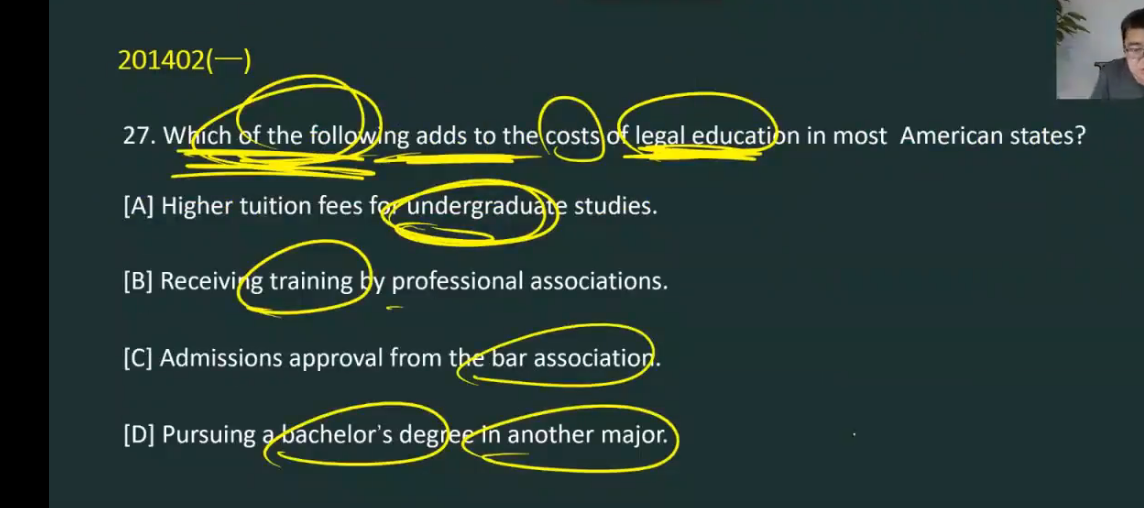 201402(一)
27. Which of the following adds to the costs of legal education in most American states?
[A] Higher tuition fees for undergraduate studies.
[B] Receiving training by professional associations.
[C] Admissions approval from the bar association.
[D] Pursuing a bachelor's degree in another major.